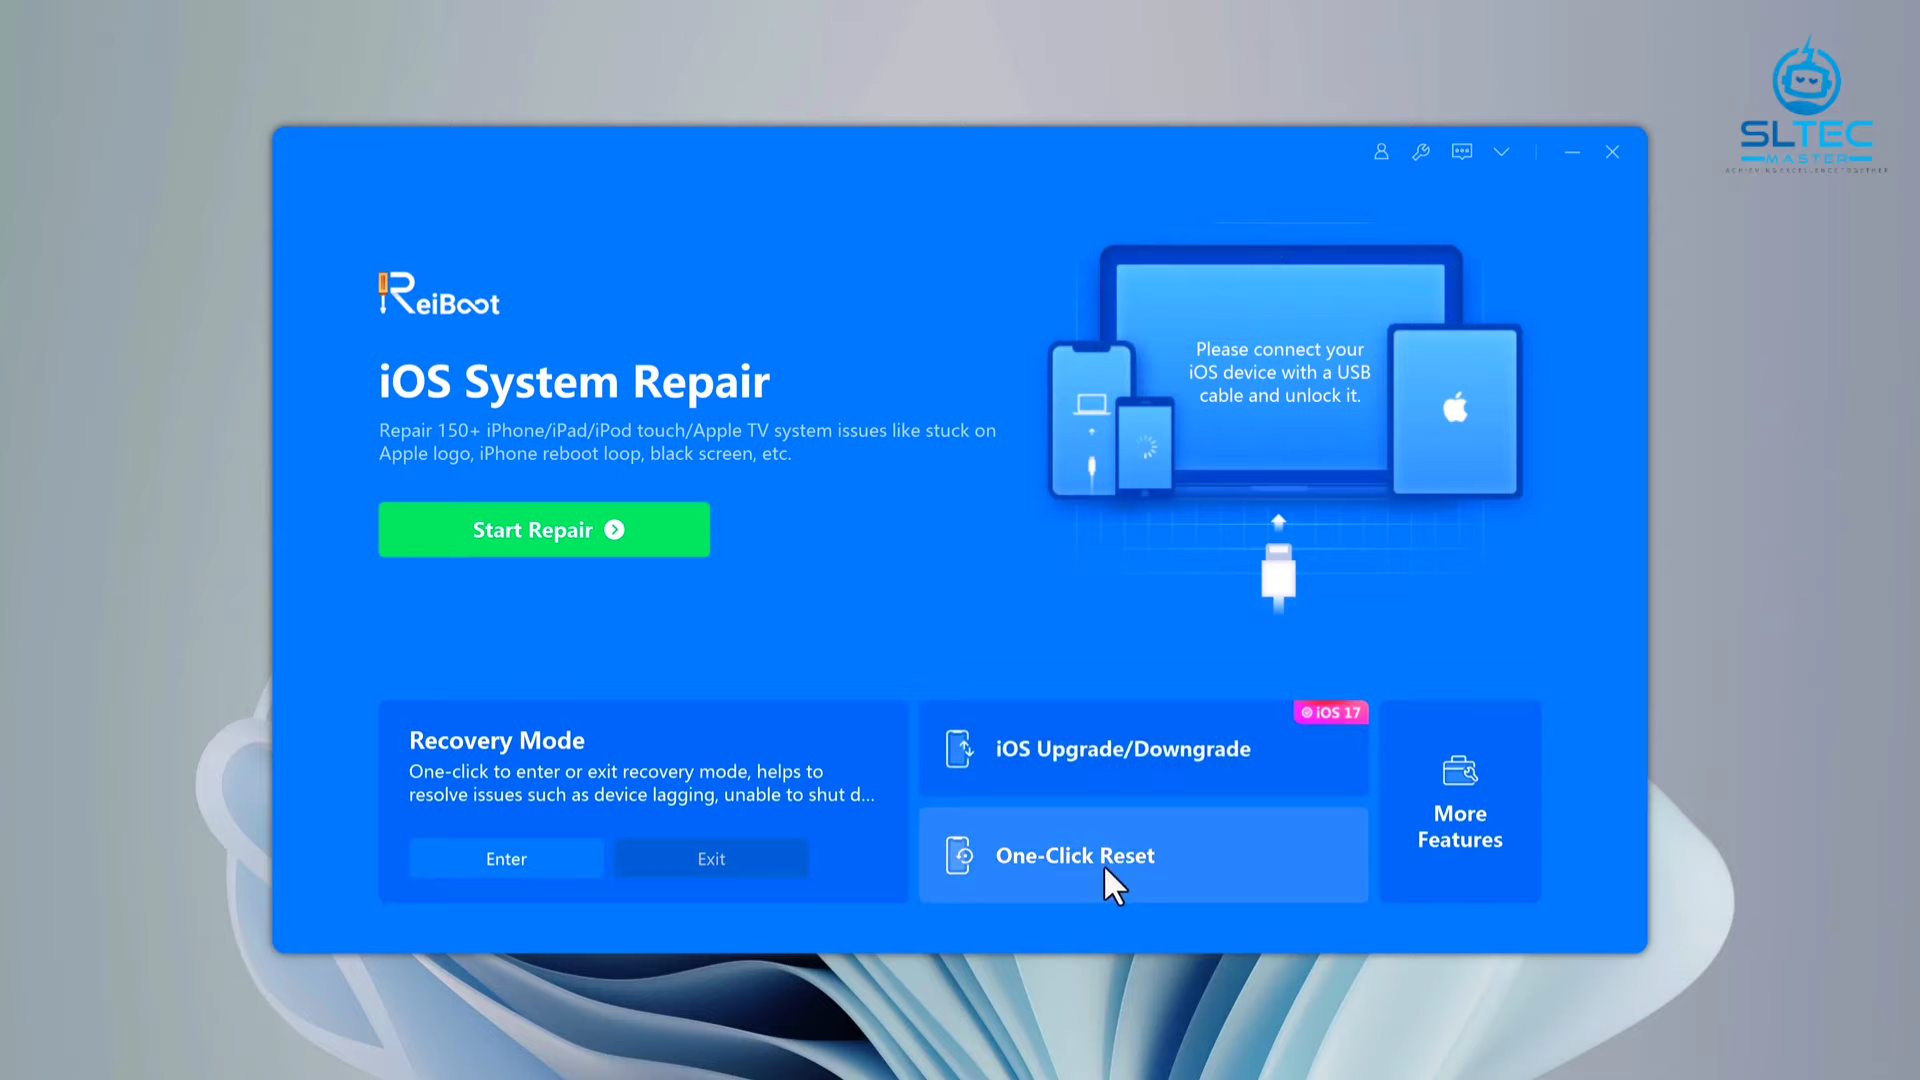 SLTEC
MASTER
ACHIEVING EXCELLENCE TOGETHER
ReiBoot
iOS System Repair
Repair 150+ iPhone/iPad/iPod touch/Apple TV system issues like stuck on
Apple logo, iPhone reboot loop, black screen, etc.
Start Repair
Please connect your
iOS device with a USB
cable and unlock it.
Recovery Mode
One-click to enter or exit recovery mode, helps to
resolve issues such as device lagging, unable to shut d...
Enter
Exit
iOS 17
iOS Upgrade/Downgrade
One-Click Reset
More
Features